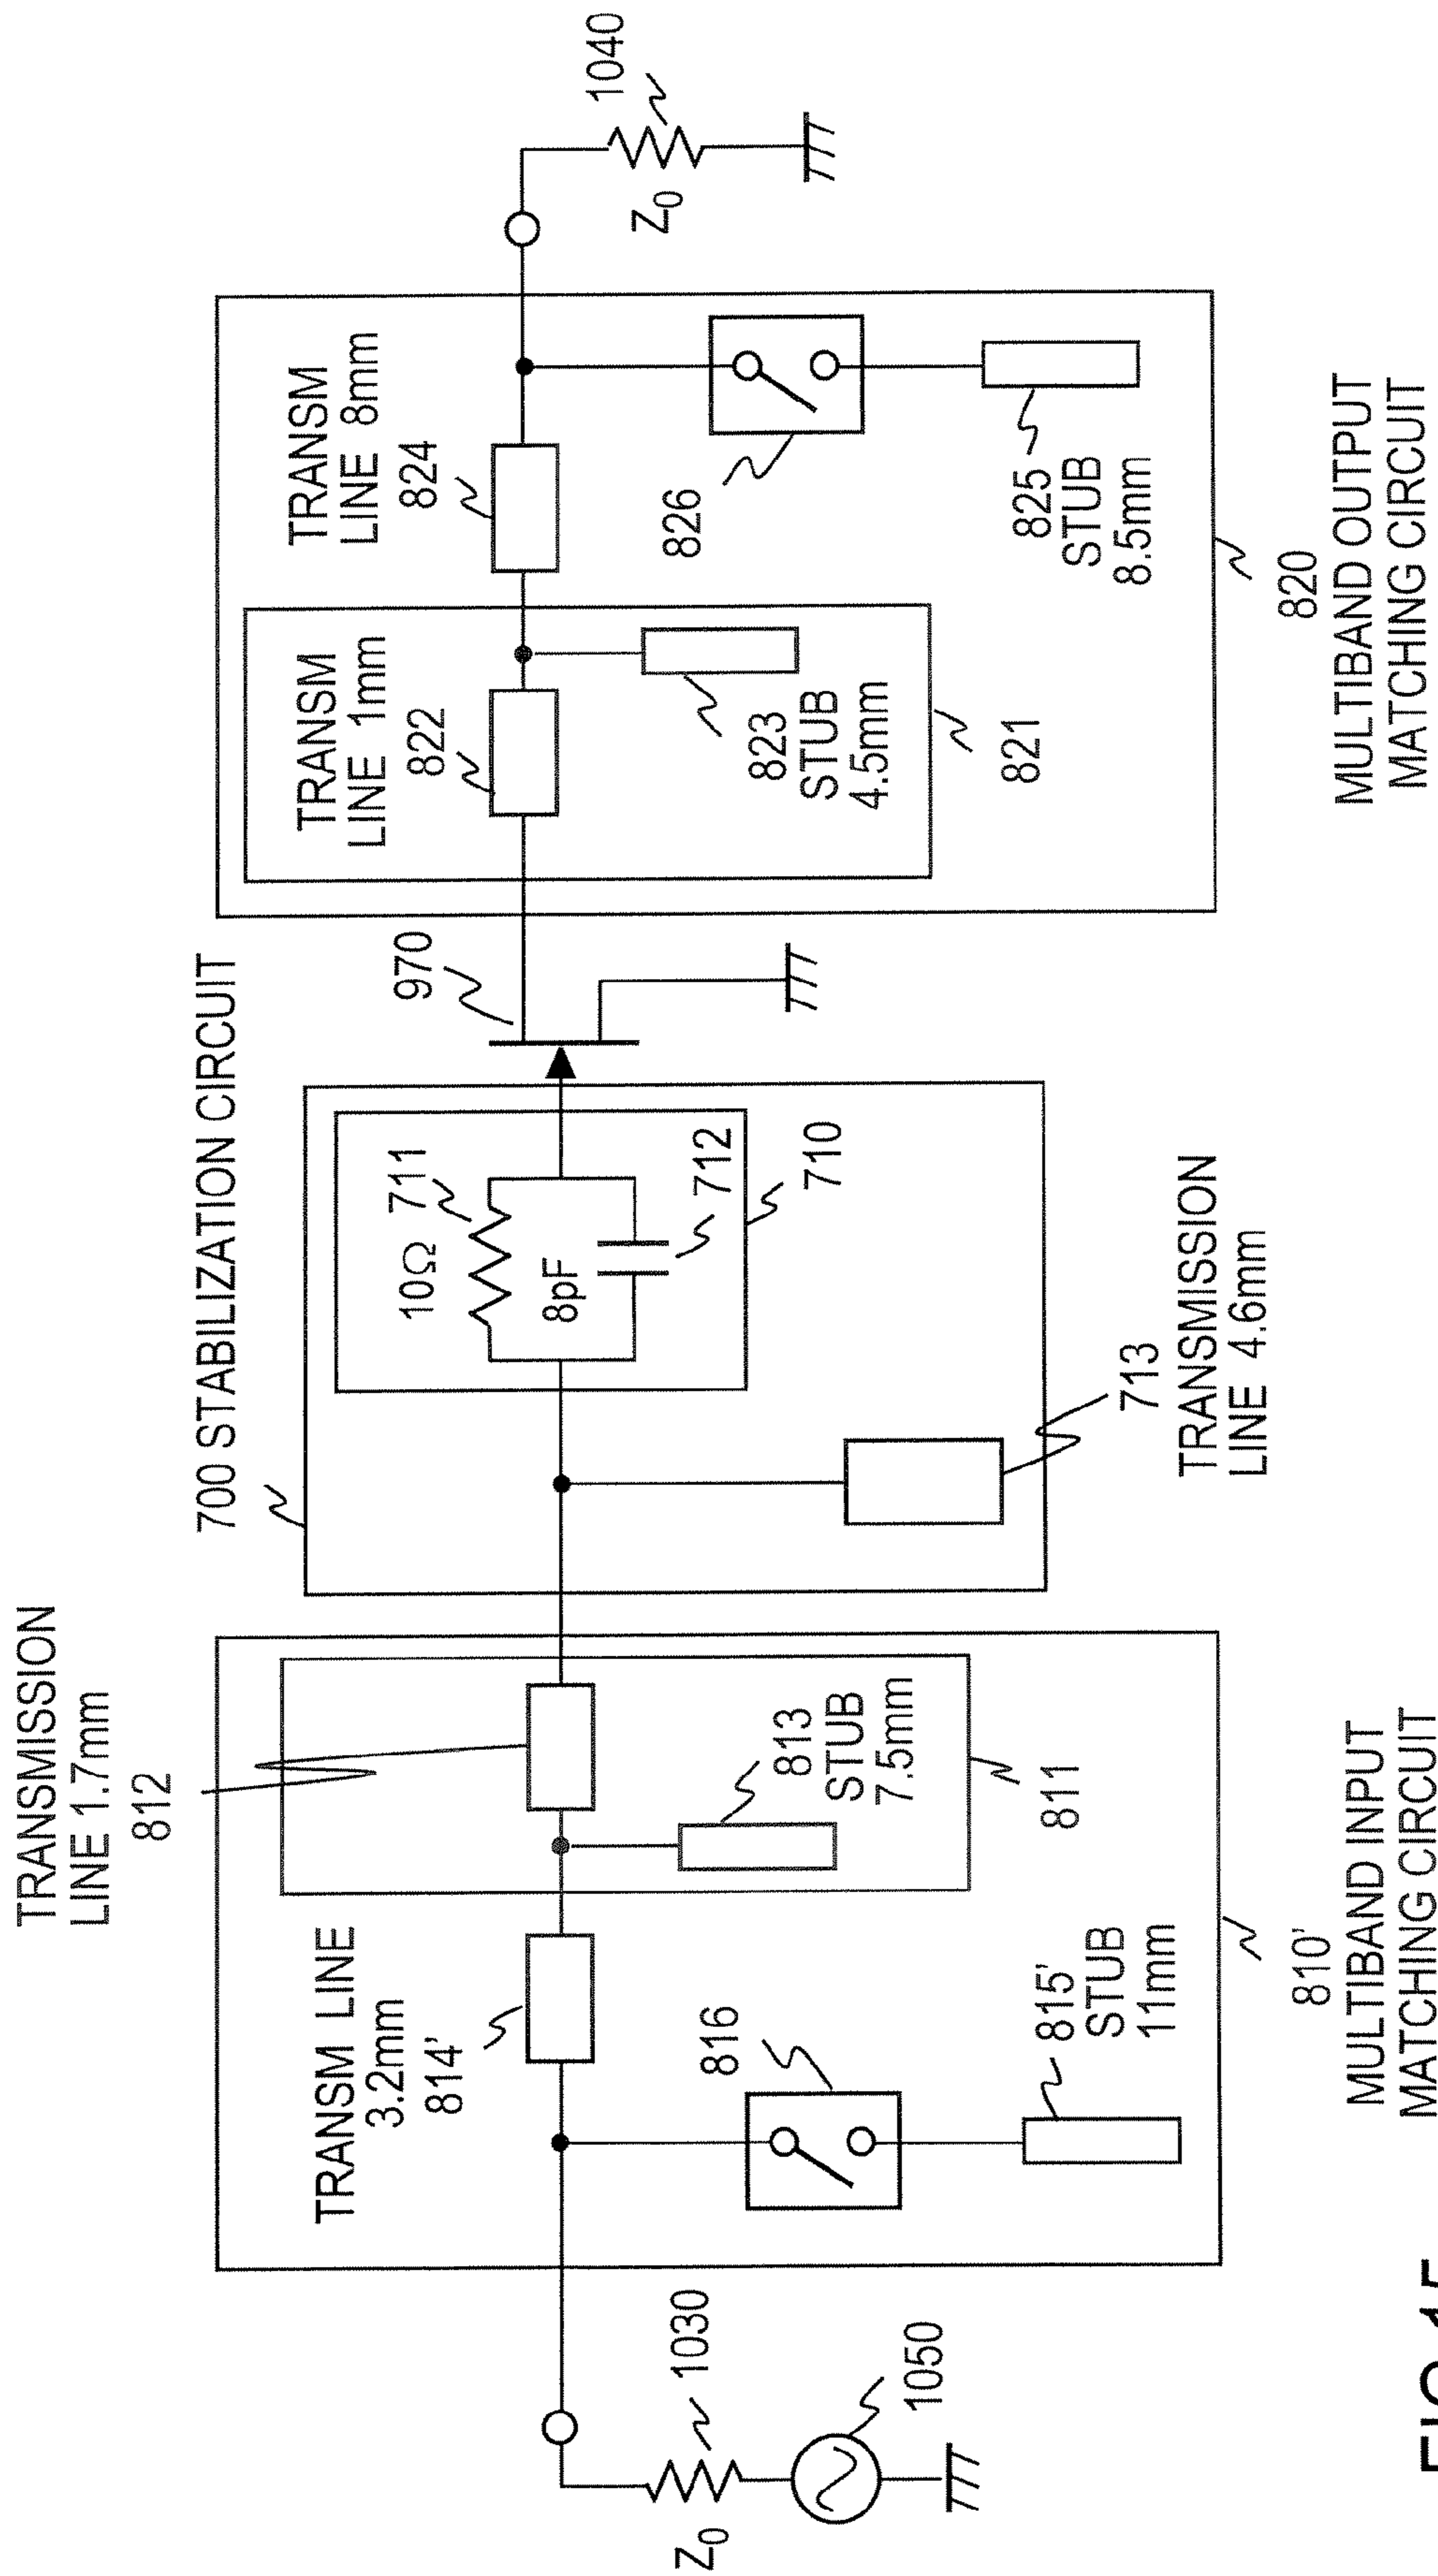 TRANSMISSION
LINE 1.7mm
812
700 STABILIZATION CIRCUIT
TRANSM LINE
3.2mm
814'
816
815'
STUB
11mm
813
STUB
7.5mm
811
810'
MULTIBAND INPUT
MATCHING CIRCUIT
Z0
1030
1050
10Ω 711
8pF
712
710
713
TRANSMISSION
LINE 4.6mm
970
TRANSM
LINE 1mm
822
823
STUB
4.5mm
821
TRANSM
LINE 8mm
824
826
825
STUB
8.5mm
820
MULTIBAND OUTPUT
MATCHING CIRCUIT
Z0
1040